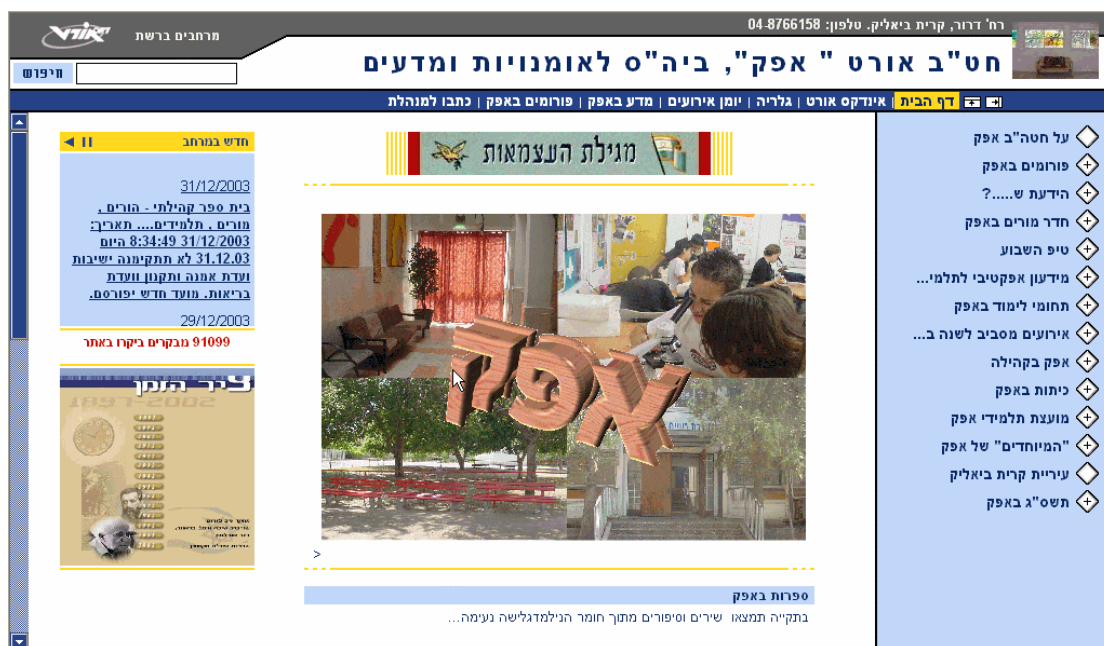 רח' דרור, קרית ביאליק. טלפון: 04-8766158
מרחבים ברשת
אורט
חט"ב אורט " אפק", ביה"ס לאומנויות ומדעים
חיפוש
דף הבית | אינדקס אורט | גלריה | יומן אירועים | מדע באפק | פורומים באפק | כתבו למנהלת
על חטה"ב אפק
פורומים באפק
הידעת ש.....?
חדר מורים באפק
טיפ השבוע
מידעון אפקטיבי לתלמי...
תחומי לימוד באפק
אירועים מסביב לשנה ב...
אפק בקהילה
כיתות באפק
מועצת תלמידי אפק
"המיוחדים" של אפק
עיריית קרית ביאליק
תשס"ג באפק
מגילת העצמאות
אפק
>
ספרות באפק
בתקייה תמצאו שירים וסיפורים מתוך חומר הנילמדגלישה נעימה...
חדש במרחב
31/12/2003
בית ספר קהילתי - הורים ,
מורים , תלמידים.... תאריך:
31/12/2003 8:34:49 היום
31.12.03 לא תתקימנה ישיבות
ועדת אמנה ותקנון וועדת
בריאות. מועד חדש יפורסם.
29/12/2003
91099 מבקרים ביקרו באתר
ציר הזמן
1897-2002